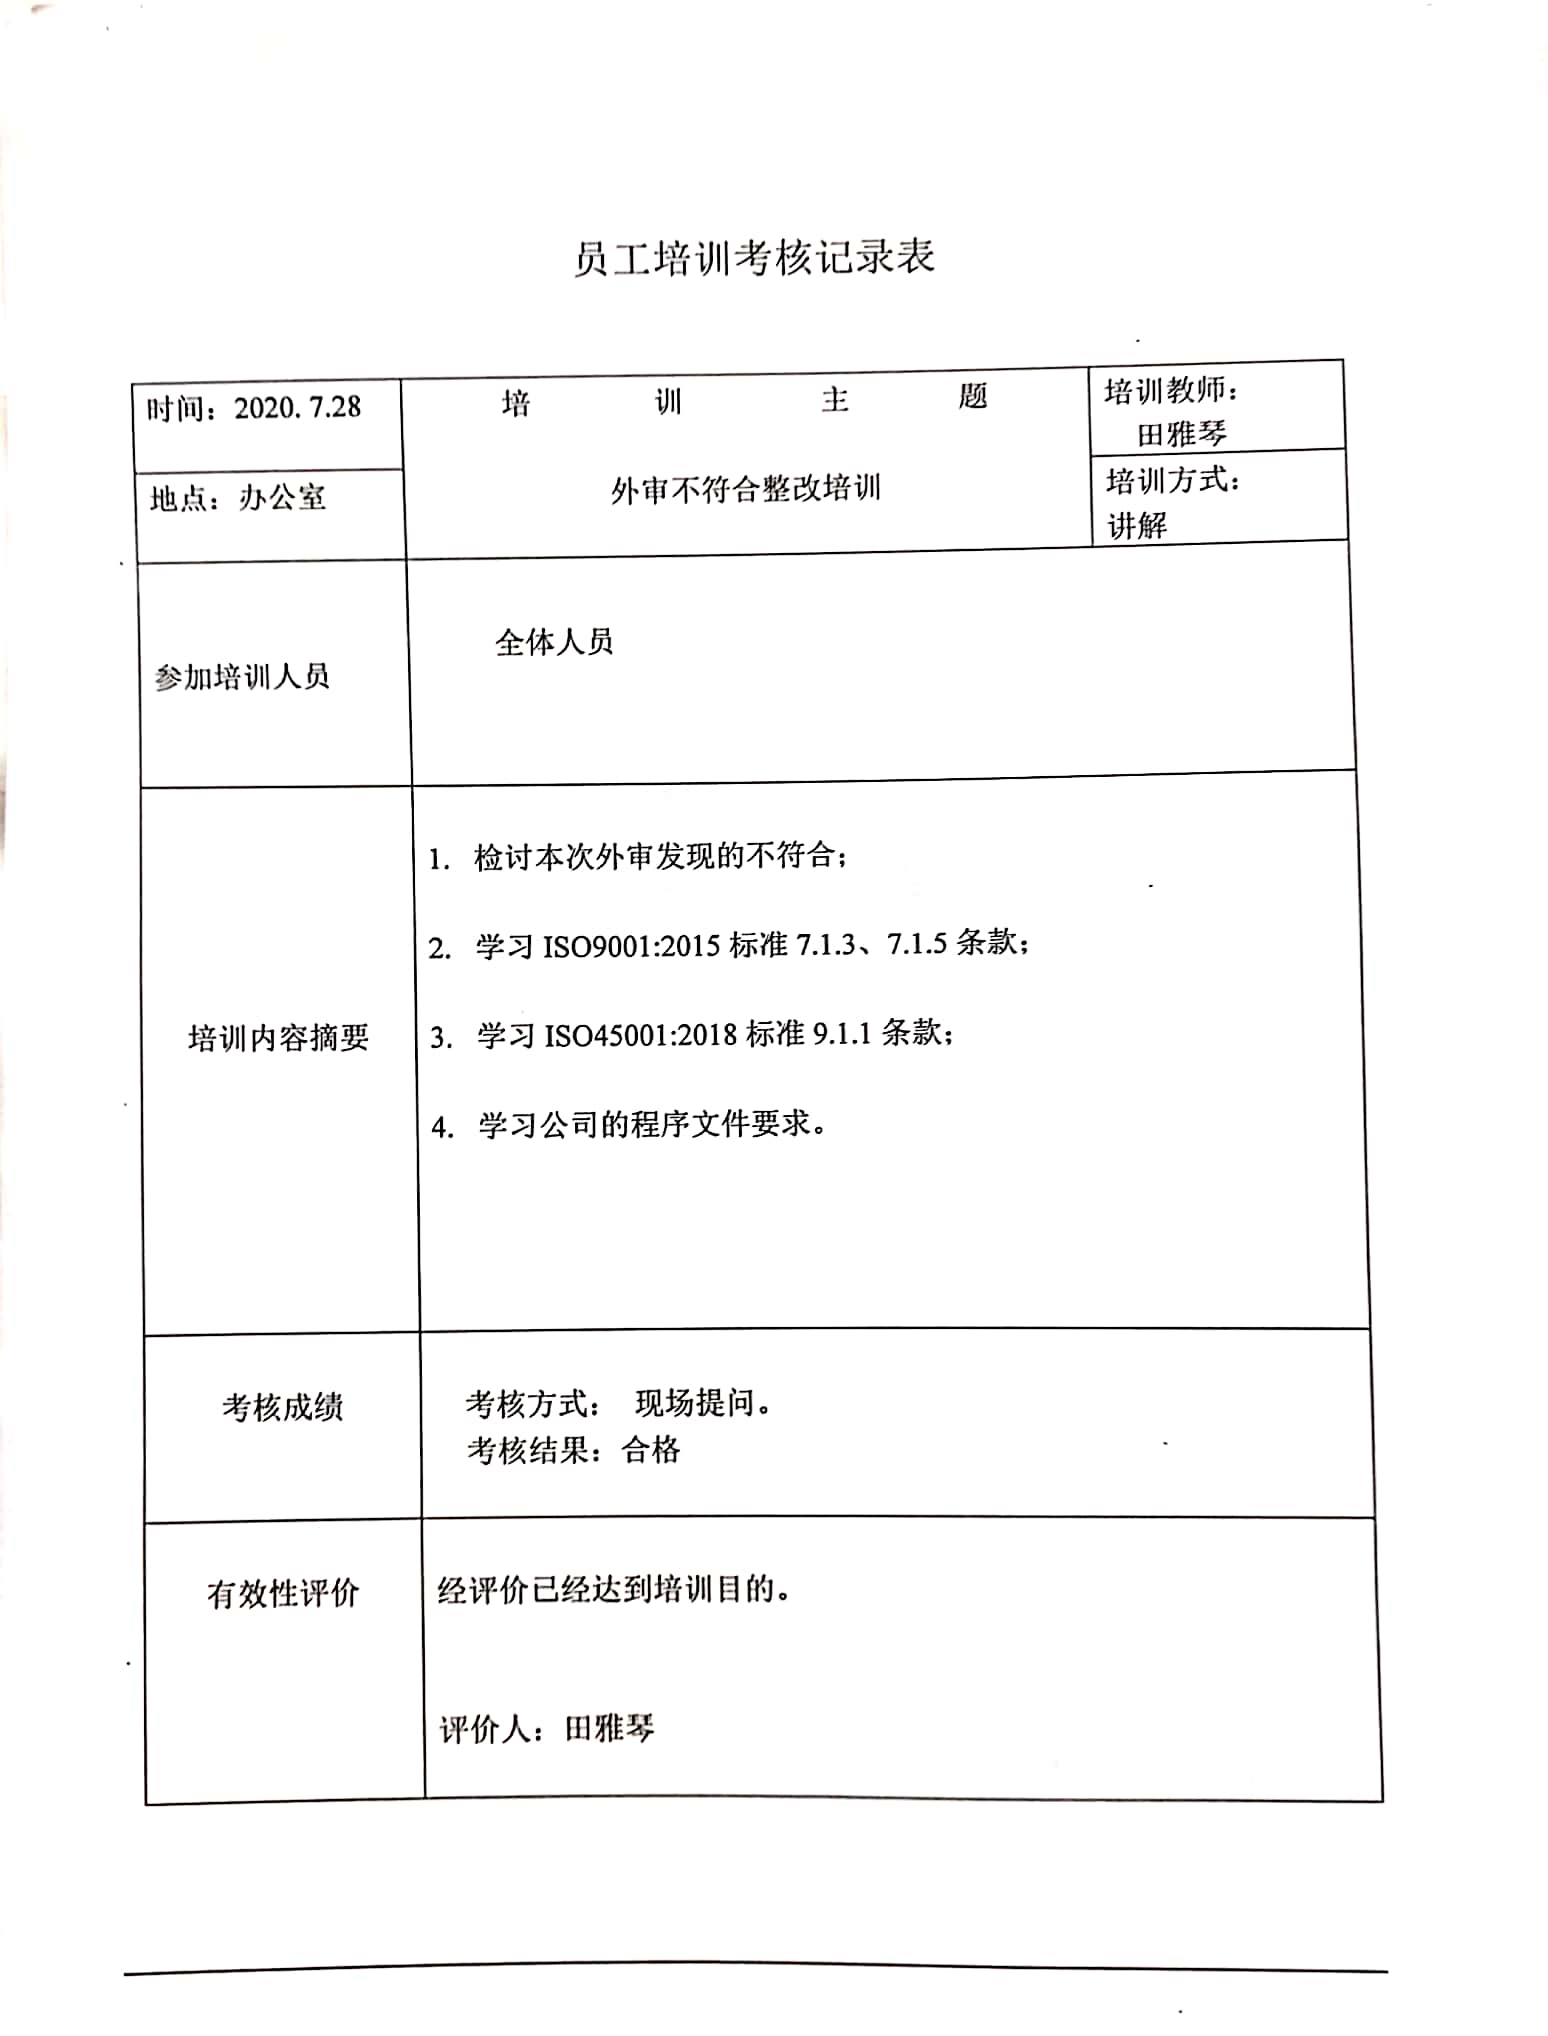 员工培训考核记录表
时间：2020. 7.28
培 训 主 题
培训教师：
田雅琴
地点：办公室
外审不符合整改培训
培训方式：
讲解
参加培训人员
全体人员
培训内容摘要
1. 检讨本次外审发现的不符合；
2. 学习 ISO9001:2015 标准 7.1.3、7.1.5 条款；
3. 学习 ISO45001:2018 标准 9.1.1 条款；
4. 学习公司的程序文件要求。
考核成绩
考核方式： 现场提问。
考核结果：合格
有效性评价
经评价已经达到培训目的。
评价人：田雅琴